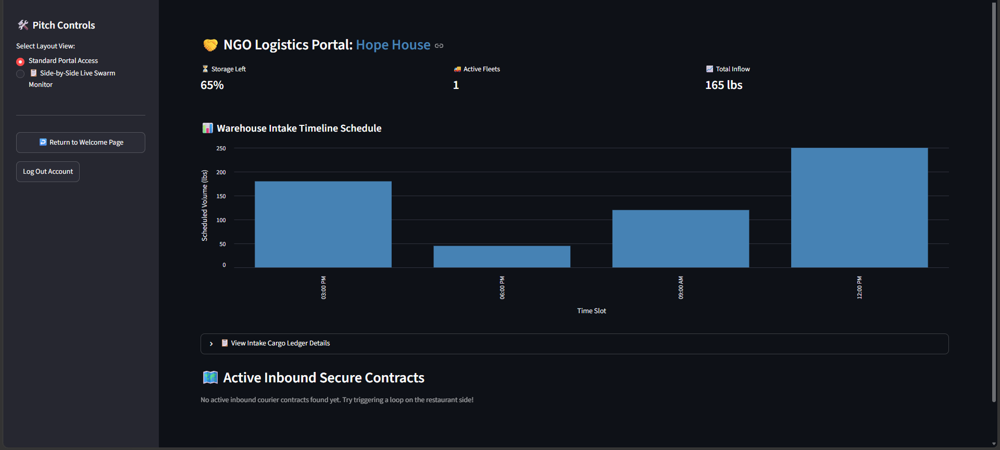 Pitch Controls
Select Layout View:
Standard Portal Access
Side-by-Side Live Swarm
Monitor
Return to Welcome Page
Log Out Account
NGO Logistics Portal: Hope House
Storage Left
65%
Active Fleets
1
Total Inflow
165 lbs
Warehouse Intake Timeline Schedule
Scheduled Volume (lbs)
250
200
150
100
50
0
03:00 PM
06:00 PM
09:00 AM
12:00 PM
Time Slot
View Intake Cargo Ledger Details
Active Inbound Secure Contracts
No active inbound courier contracts found yet. Try triggering a loop on the restaurant side!